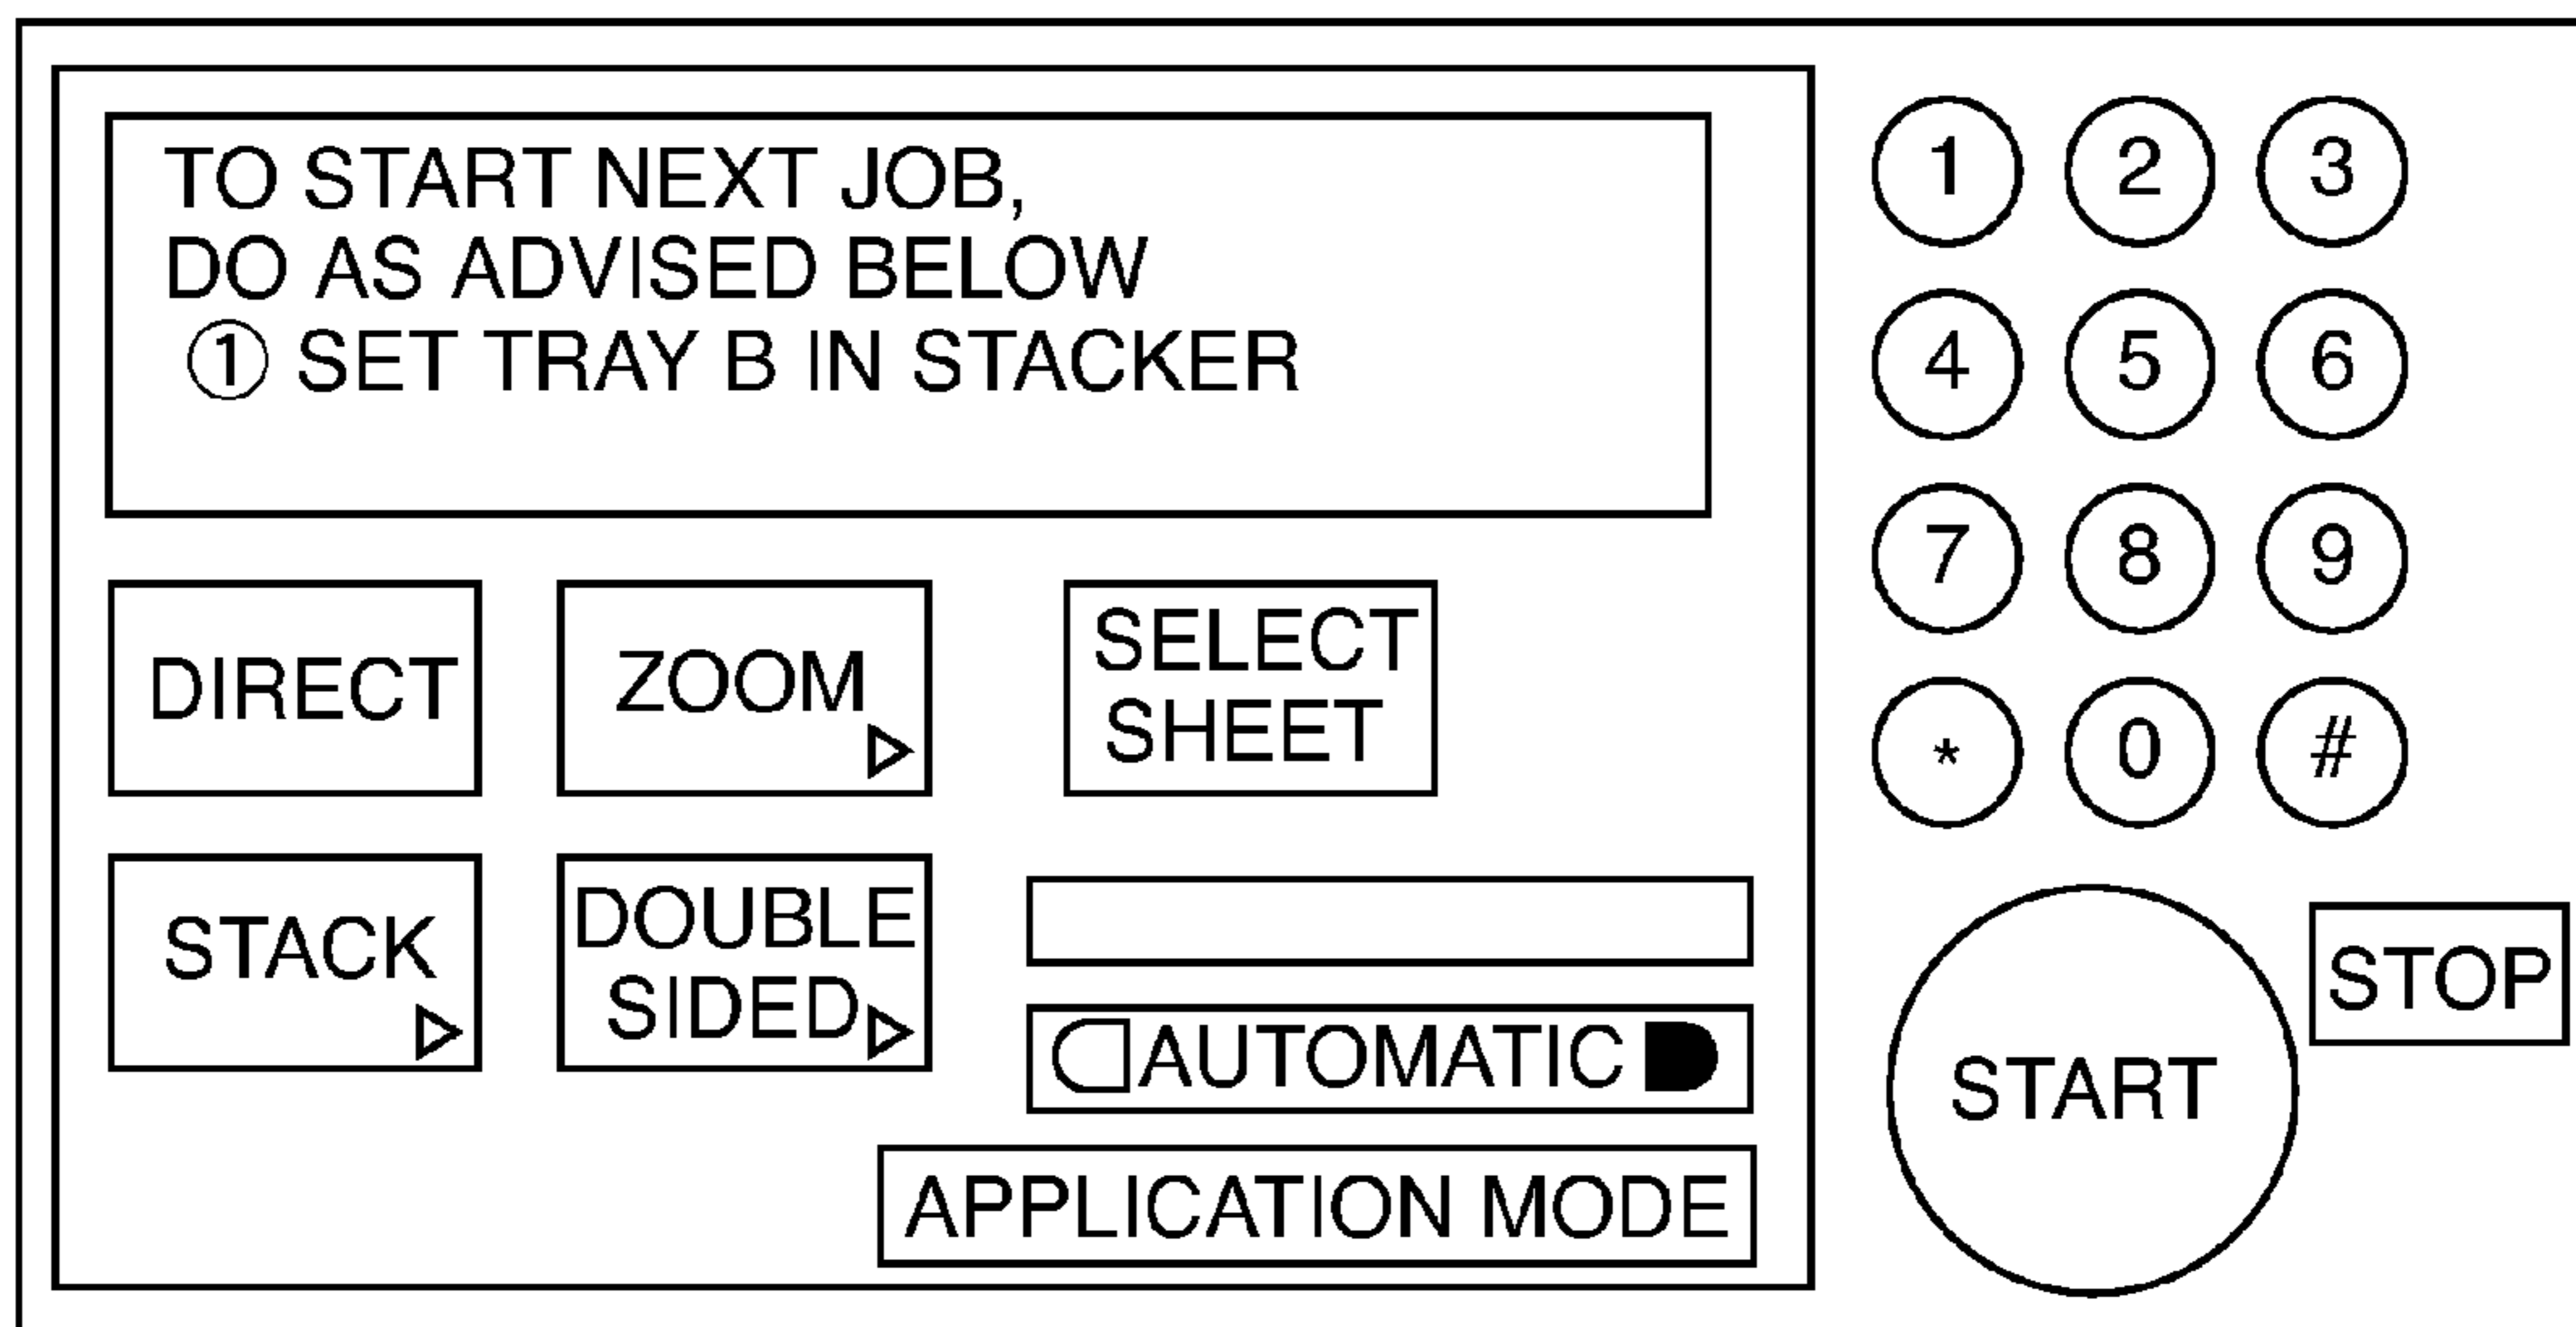 TO START NEXT JOB,
DO AS ADVISED BELOW
① SET TRAY B IN STACKER
DIRECT
ZOOM
SELECT
SHEET
STACK
DOUBLE
SIDED
AUTOMATIC
APPLICATION MODE
1 2 3
4 5 6
7 8 9
* 0 #
START
STOP